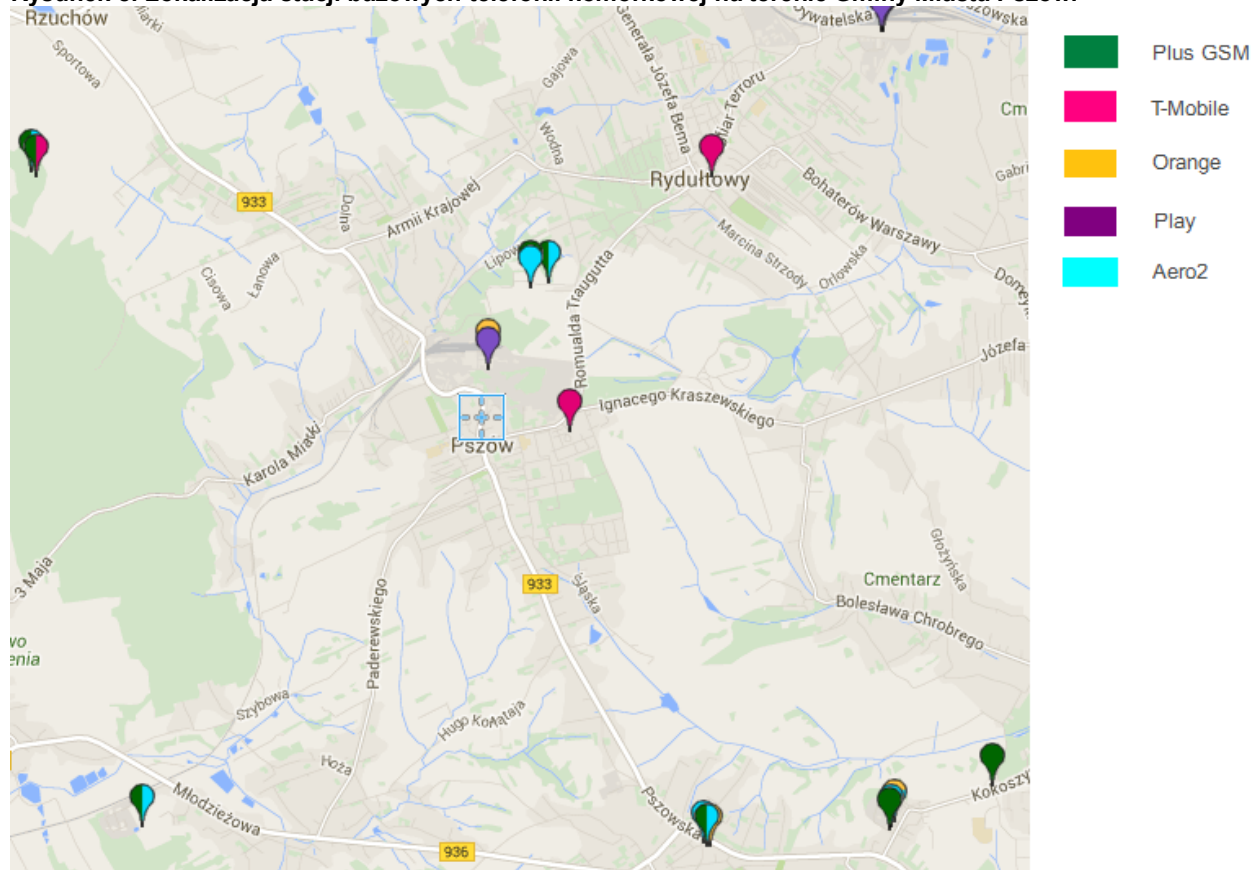 Rzuchów
Miarki
Sportowa
Gajowa
Generała Józefa Bema
Wodna
Cm
Plus GSM
T-Mobile
Orange
Play
Aero2
Rydułtowy
933
Dolna
Armii Krajowej
Bohaterów Warszawy
Marcina Strzody
Orłowska
Cisowa
Łanowa
Romualda Traugutta
Józefa
Ignacego Kraszewskiego
Pszów
Karola Miarki
3 Maja
933
Śląska
Głożyńska
Cmentarz
Bolesława Chrobrego
Paderewskiego
Szybowa
Hugo Kołłątaja
Hoża
Młodzieżowa
Pszowska
936